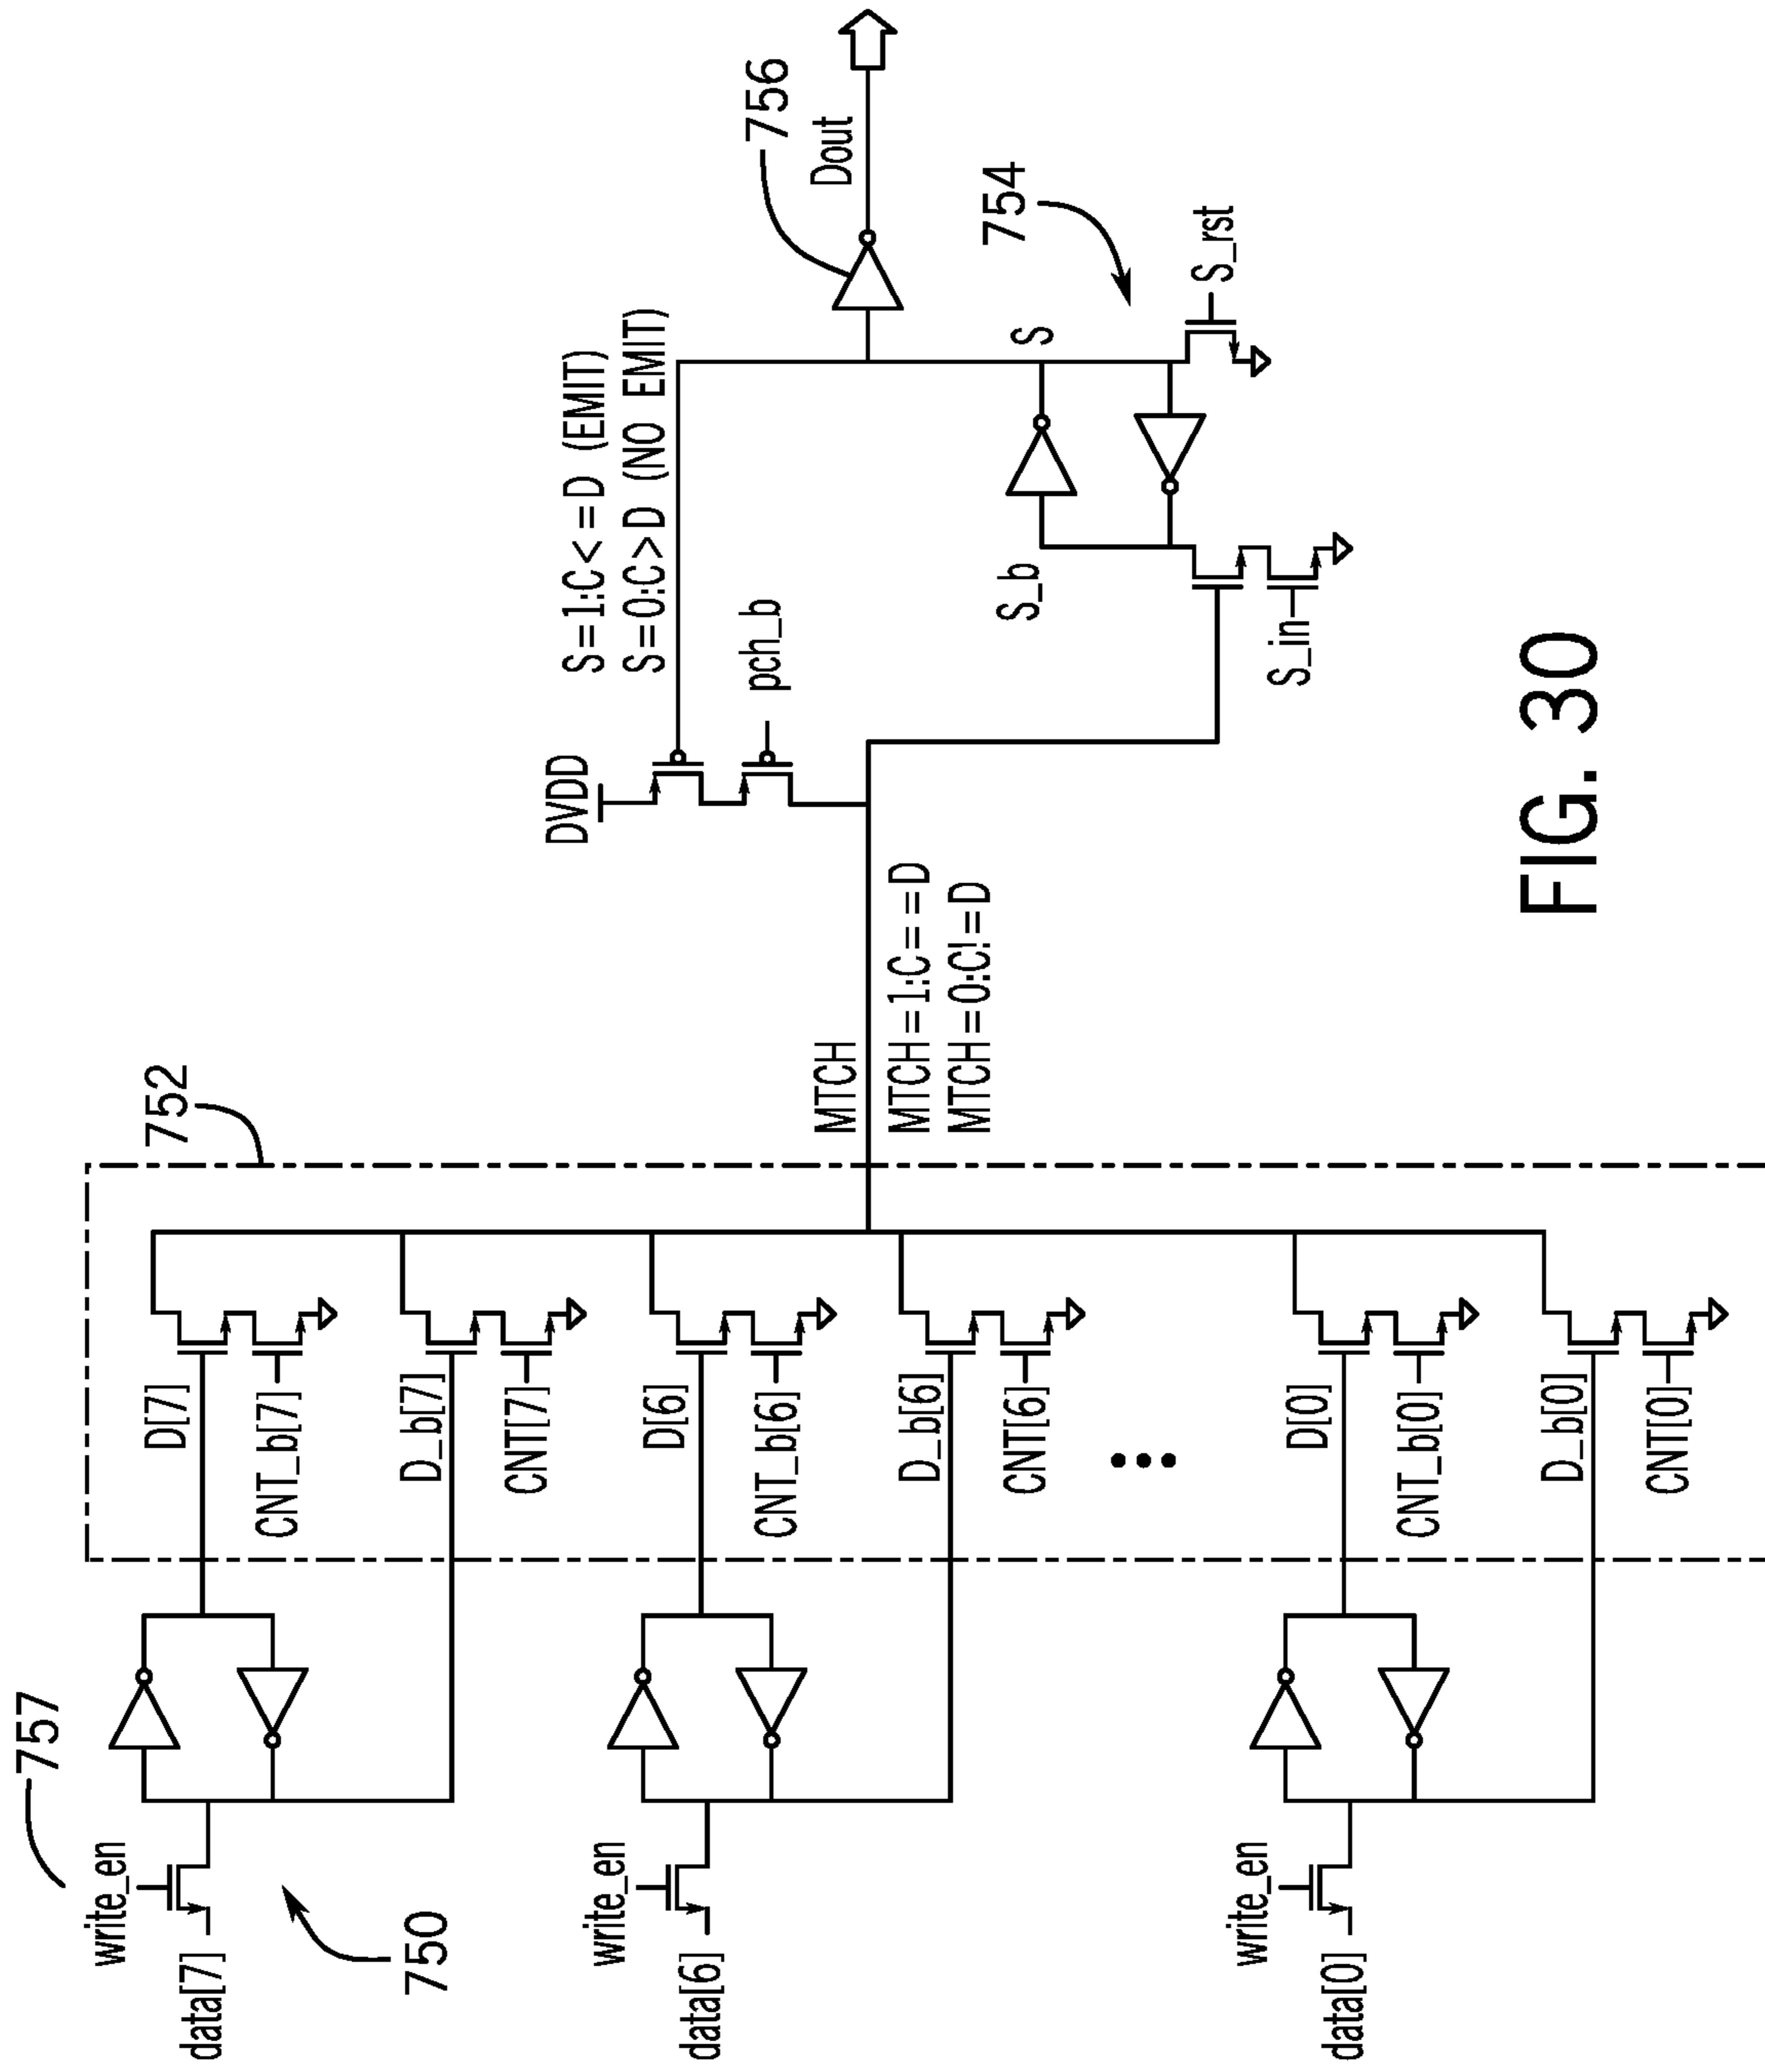 757
write_en
data[7]
750
D[7]
CNT_b[7]
D_b[7]
CNT[7]
752
write_en
data[6]
D[6]
CNT_b[6]
D_b[6]
CNT[6]
write_en
data[0]
D[0]
CNT_b[0]
D_b[0]
CNT[0]
MTCH
MTCH=1:C==D
MTCH=0:C!=D
DVDD
pch_b
S=1:C<=D (EMIT)
S=0:C>D (NO EMIT)
756
Dout
754
S
S_b
S_in
S_rst
FIG. 30